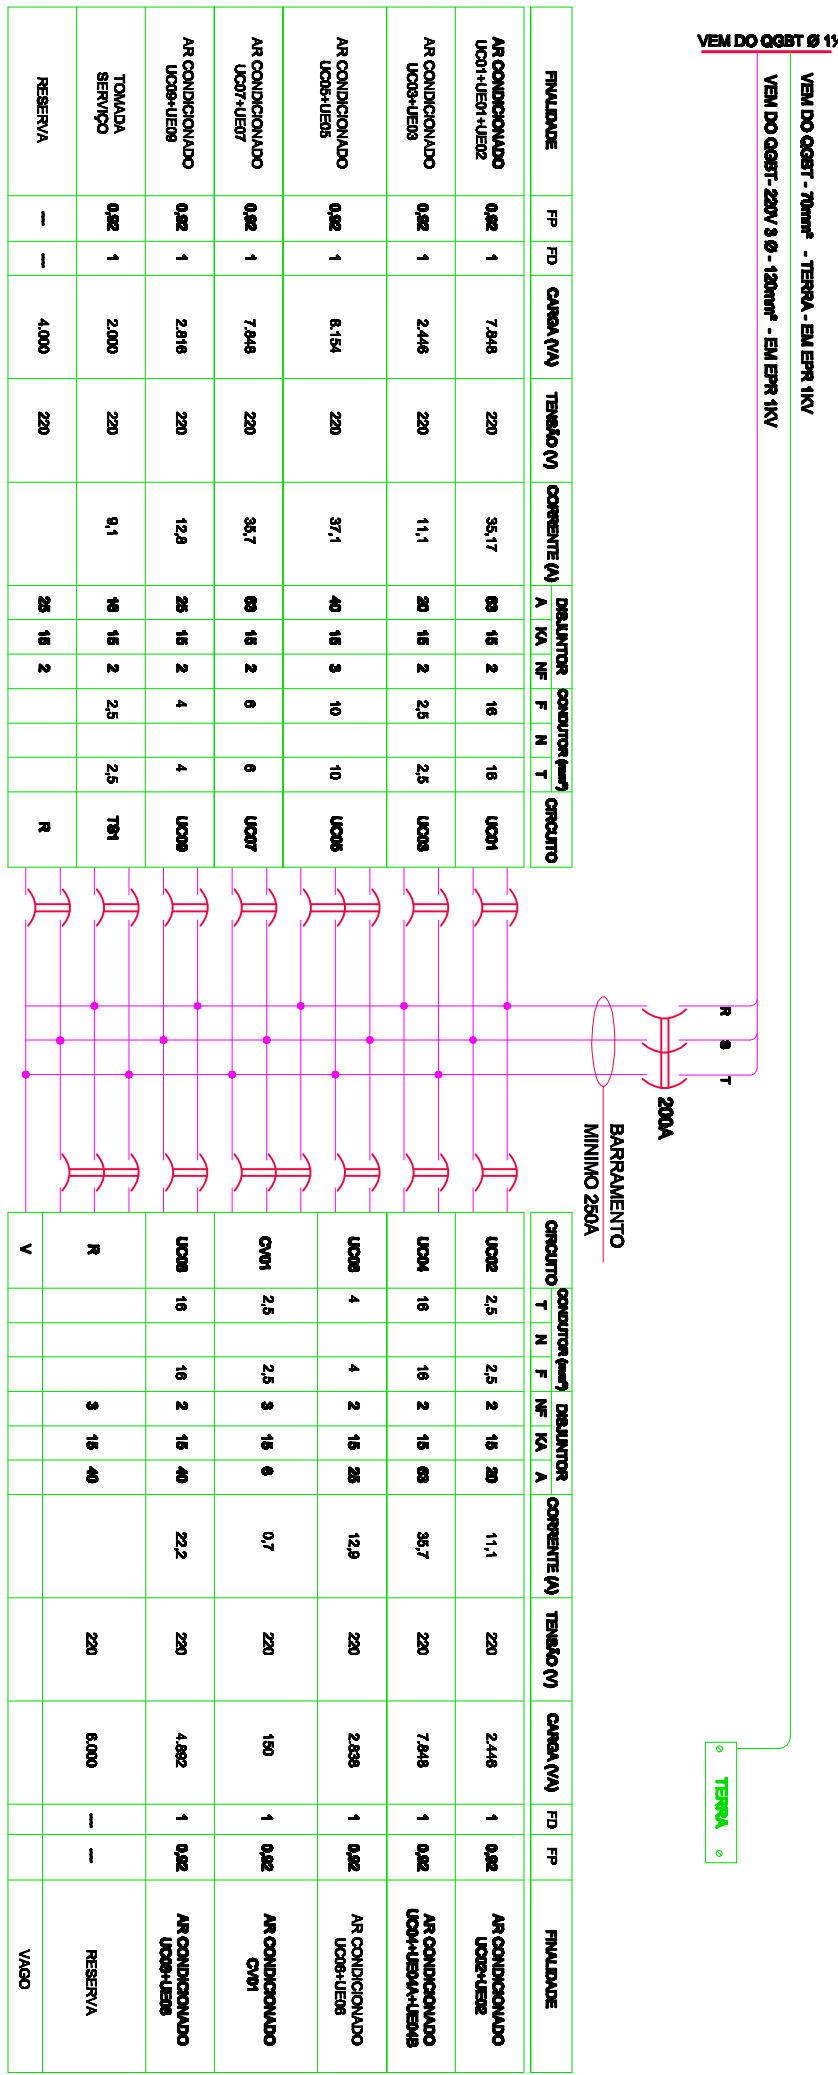 VEM DO QGBT Ø 1½
VEM DO QGBT - 70mm² - TERRA - EM EPR 1KV
VEM DO QGBT- 220V 3 Ø - 120mm² - EM EPR 1KV
FINALIDADE FP FD CARGA (VA) TENSÃO (V) CORRENTE (A) DISJUNTOR CONDUTOR (mm²) CIRCUITO
A KA NF F N T
AR CONDICIONADO
UC01+UE01+UE02
0,92 1 7.848 220 35,17 63 15 2 16 16 UC01
AR CONDICIONADO
UC03+UE03
0,92 1 2.446 220 11,1 20 15 2 2,5 2,5 UC03
AR CONDICIONADO
UC05+UE05
0,92 1 220 37,1 40 15 3 10 10 UC05
AR CONDICIONADO
UC07+UE07
0,92 1 7.848 220 35,7 63 15 2 6 6 UC07
AR CONDICIONADO
UC09+UE09
0,92 1 2.816 220 12,8 25 15 2 4 4 UC09
TOMADA
SERVIÇO
0,92 1 2.000 220 9,1 16 15 2 2,5 2,5 TS1
RESERVA --- --- 4.000 220 25 15 2 R
R S T
200A
BARRAMENTO
MINIMO 250A
CIRCUITO CONDUTOR (mm²) DISJUNTOR CORRENTE (A) TENSÃO (V) CARGA (VA) FD FP FINALIDADE
T N F NF KA A
UC02 2,5 2,5 2 15 20 11,1 220 2.446 1 0,92 AR CONDICIONADO
UC02+UE02
UC04 16 16 2 15 63 35,7 220 7.848 1 0,92 AR CONDICIONADO
UC04+UE04A+UE04B
4 4 2 15 25 12,9 220 2.838 1 0,92 AR CONDICIONADO
UC06+UE06
CV01 2,5 2,5 3 15 6 0,7 220 150 1 0,92 AR CONDICIONADO
CV01
UC08 16 16 2 15 40 22,2 220 4.892 1 0,92 AR CONDICIONADO
UC08+UE08
R 3 15 40 220 6.000 --- --- RESERVA
V VAGO
TERRA